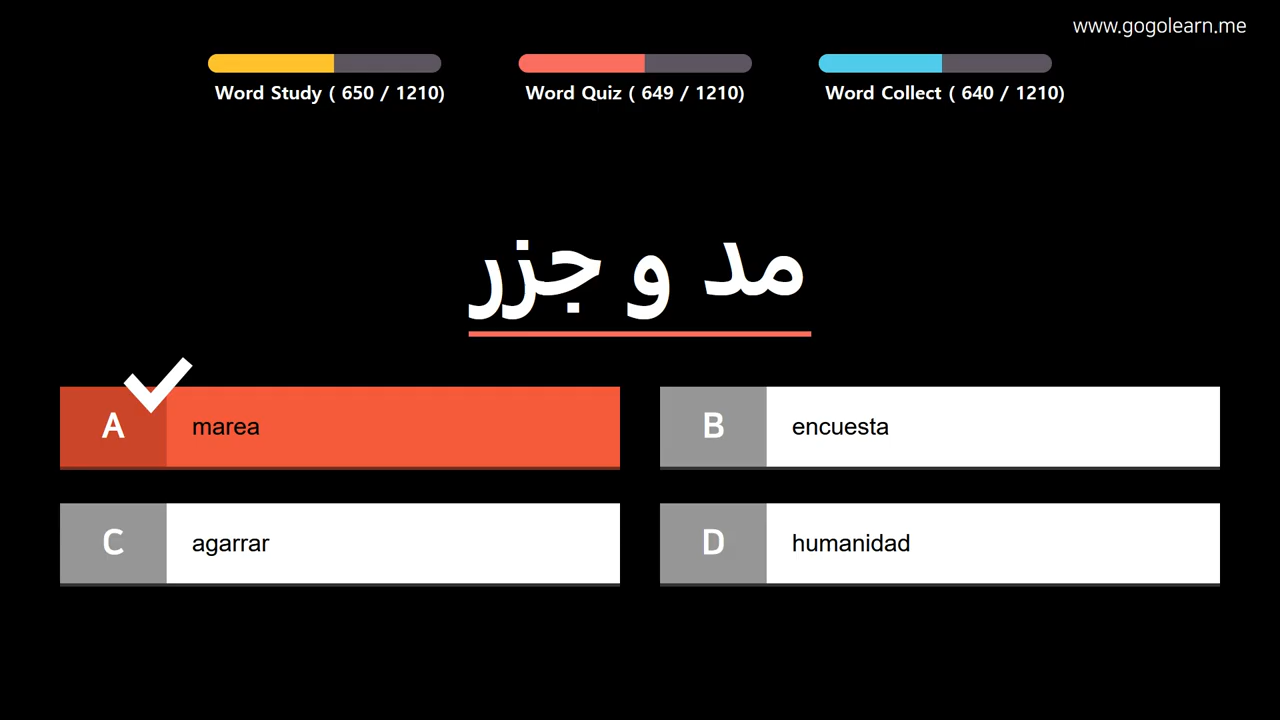 www.gogolearn.me
Word Study ( 650 / 1210)
Word Quiz ( 649 / 1210)
Word Collect ( 640 / 1210)
مد و جزر
A marea
B encuesta
C agarrar
D humanidad